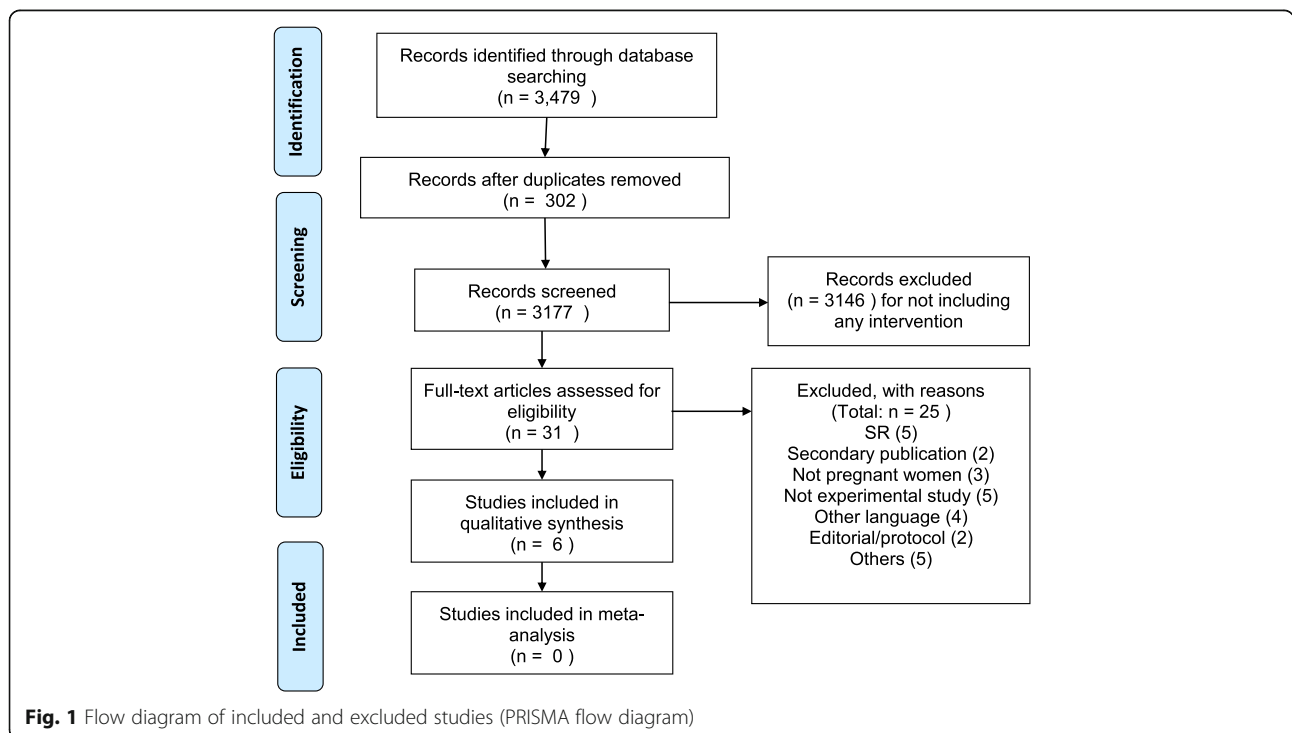 Identification
Records identified through database
searching
(n = 3,479 )
Records after duplicates removed
(n = 302 )
Screening
Records screened
(n = 3177 )
Records excluded
(n = 3146 ) for not including
any intervention
Eligibility
Full-text articles assessed for
eligibility
(n = 31 )
Excluded, with reasons
(Total: n = 25 )
SR (5)
Secondary publication (2)
Not pregnant women (3)
Not experimental study (5)
Other language (4)
Editorial/protocol (2)
Others (5)
Studies included in
qualitative synthesis
(n = 6 )
Included
Studies included in meta-
analysis
(n = 0 )
Fig. 1 Flow diagram of included and excluded studies (PRISMA flow diagram)